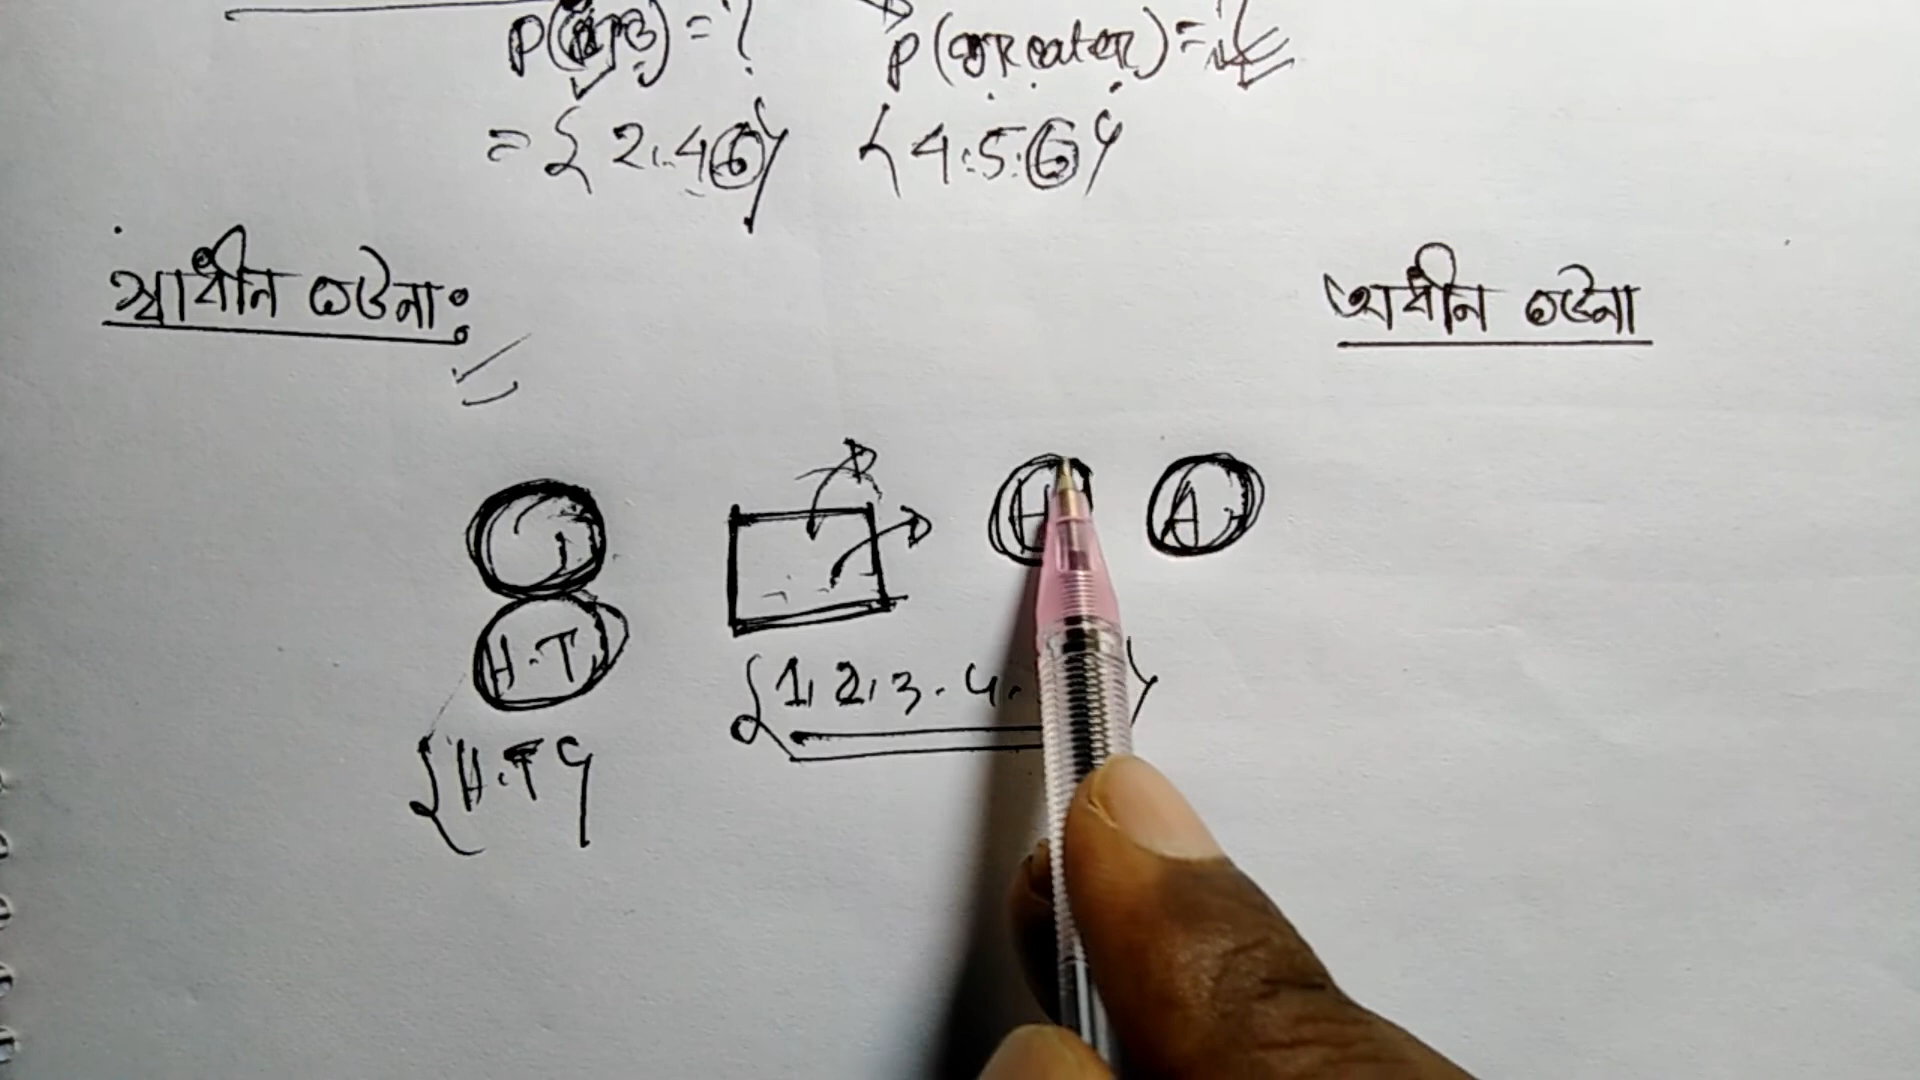 P( )=? P(greater)=?
={2,4,6} {4,5,6}
স্বাধীন ঘটনা: অধীন ঘটনা
T H A
H.T
{1,2,3,4, }
{H,T}